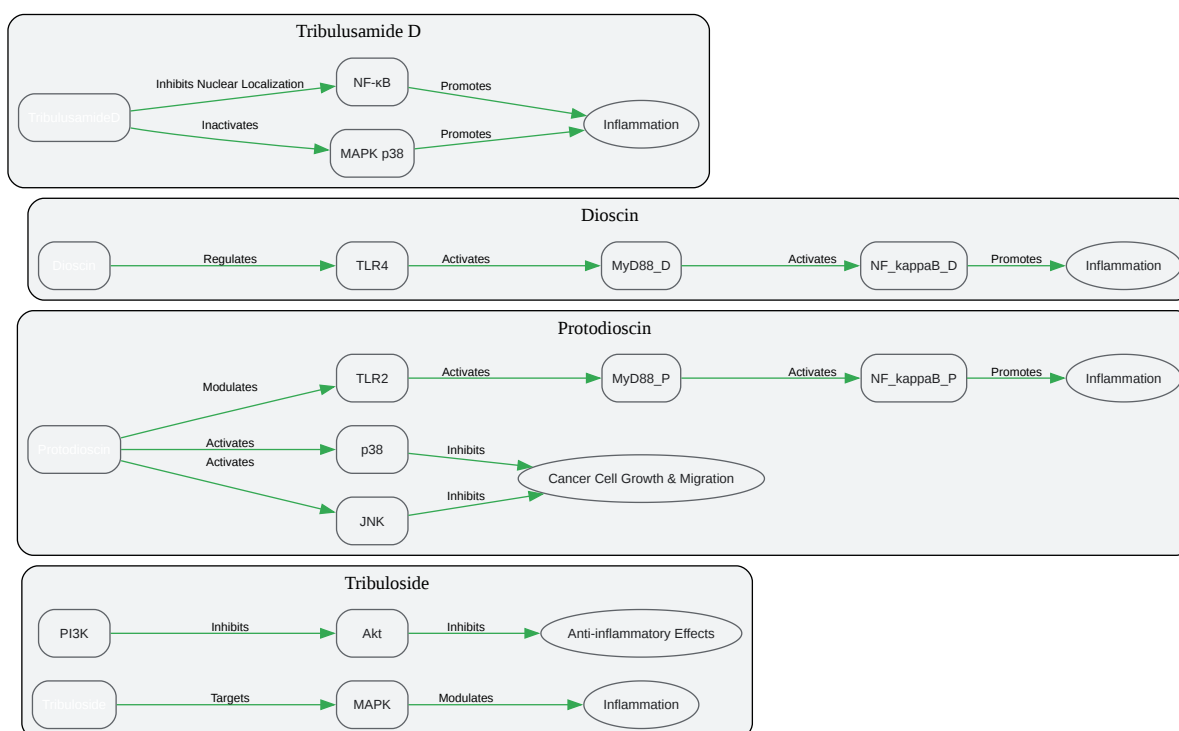 Tribulusamide D
TribulusamideD
Inhibits Nuclear Localization
NF-κB
Promotes
Inactivates
MAPK p38
Promotes
Inflammation
Dioscin
Dioscin
Regulates
TLR4
Activates
MyD88_D
Activates
NF_kappaB_D
Promotes
Inflammation
Protodioscin
Protodioscin
Modulates
TLR2
Activates
MyD88_P
Activates
NF_kappaB_P
Promotes
Inflammation
Activates
p38
Inhibits
Activates
JNK
Inhibits
Cancer Cell Growth & Migration
Tribuloside
PI3K
Inhibits
Akt
Inhibits
Anti-inflammatory Effects
Tribuloside
Targets
MAPK
Modulates
Inflammation